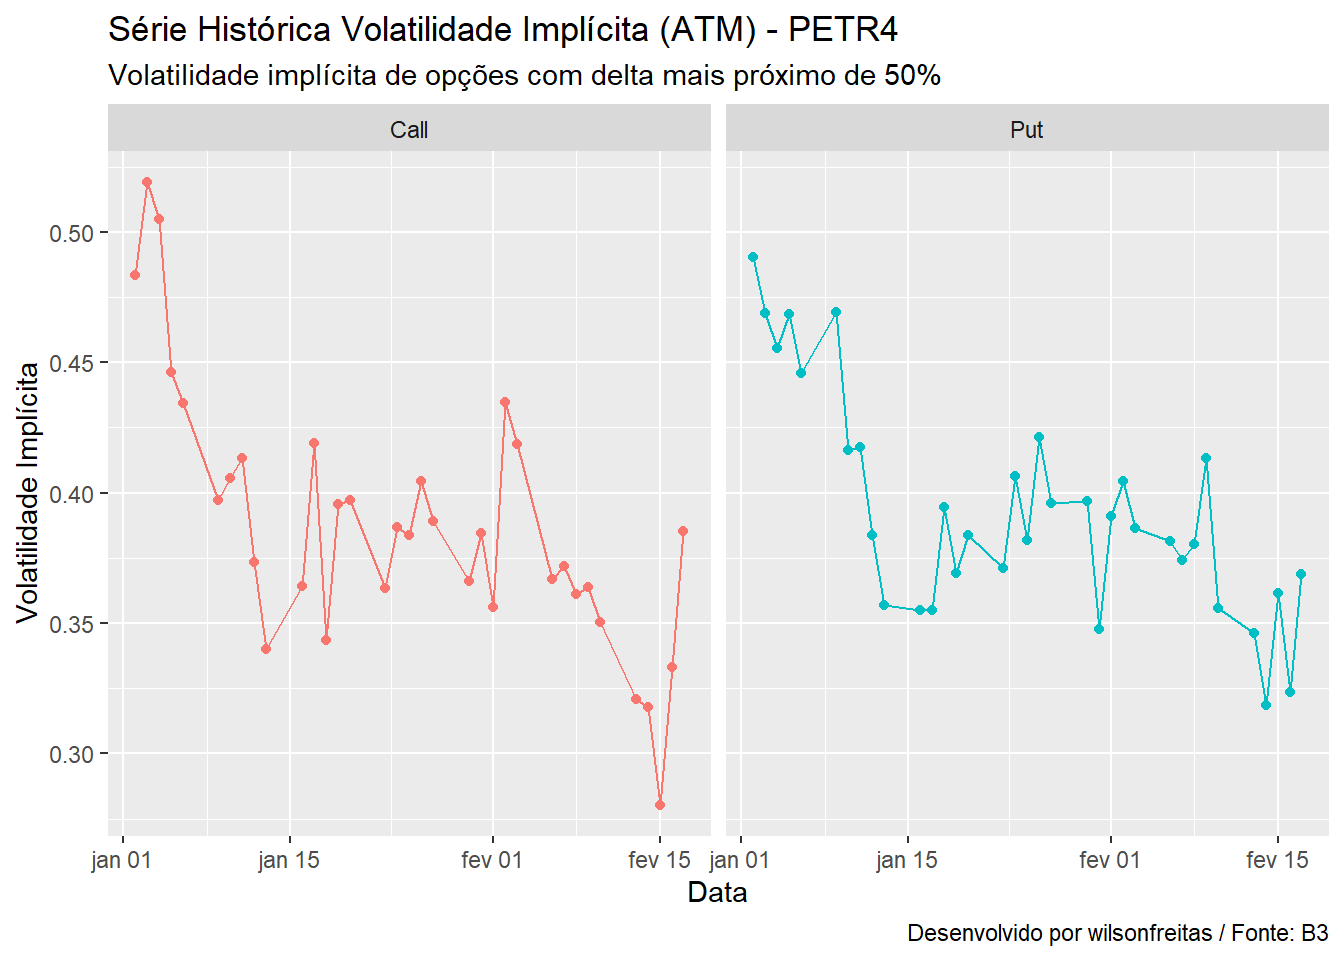 Série Histórica Volatilidade Implícita (ATM) - PETR4
Volatilidade implícita de opções com delta mais próximo de 50%
Call
Put
Volatilidade Implícita
0.50
0.45
0.40
0.35
0.30
jan 01
jan 15
fev 01
fev 15
jan 01
jan 15
fev 01
fev 15
Data
Desenvolvido por wilsonfreitas / Fonte: B3